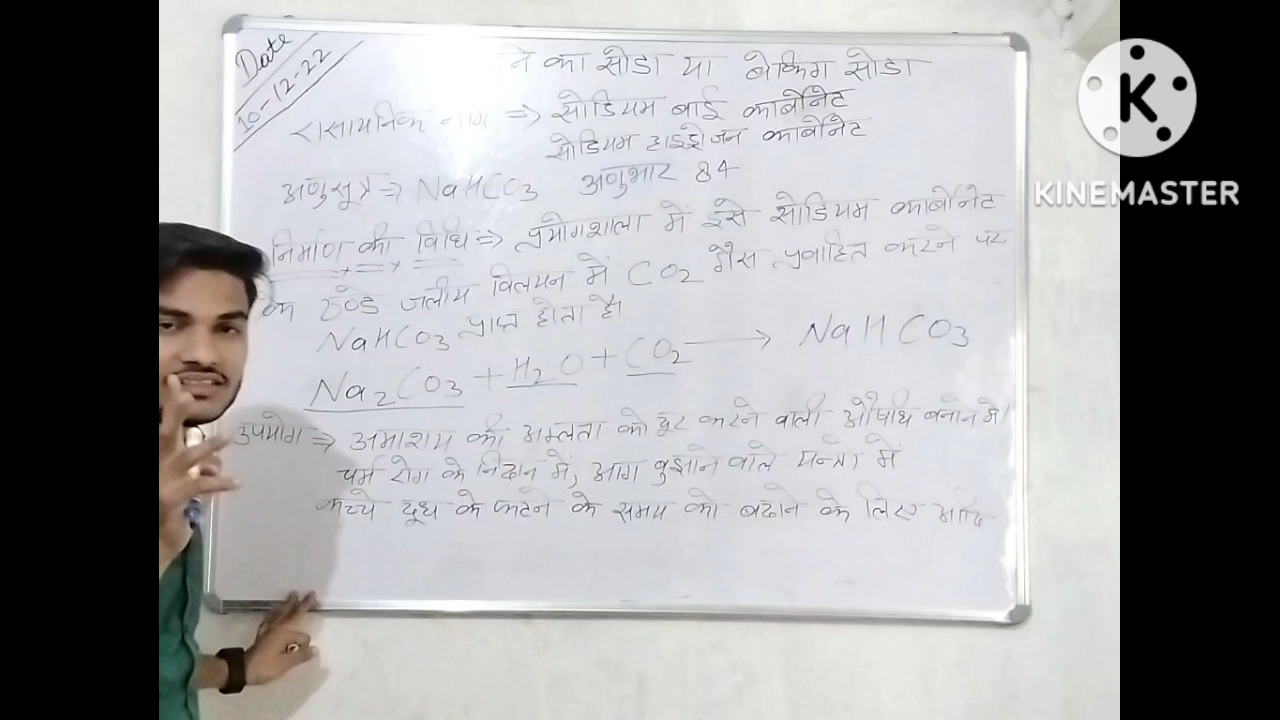 Date
10-12-22
ने का सोडा या बेकिंग सोडा
रासायनिक नाम ⇒ सोडियम बाई कार्बोनेट
सोडियम हाइड्रोजन कार्बोनेट
अणुसूत्र ⇒ NaHCO3 अणुभार 84
निर्माण की विधि ⇒ प्रयोगशाला में इसे सोडियम कार्बोनेट
के ठंडे जलीय विलयन में CO2 गैस प्रवाहित करने पर
NaHCO3 प्राप्त होता है।
Na2CO3 + H2O + CO2 → NaHCO3
उपयोग ⇒ अमाशय की अम्लता को दूर करने वाली औषधि बनाने में।
चर्म रोग के निदान में, आग बुझाने वाले यन्त्रो में
कच्चे दूध के फटने के समय को बढाने के लिए आदि
K
KINEMASTER